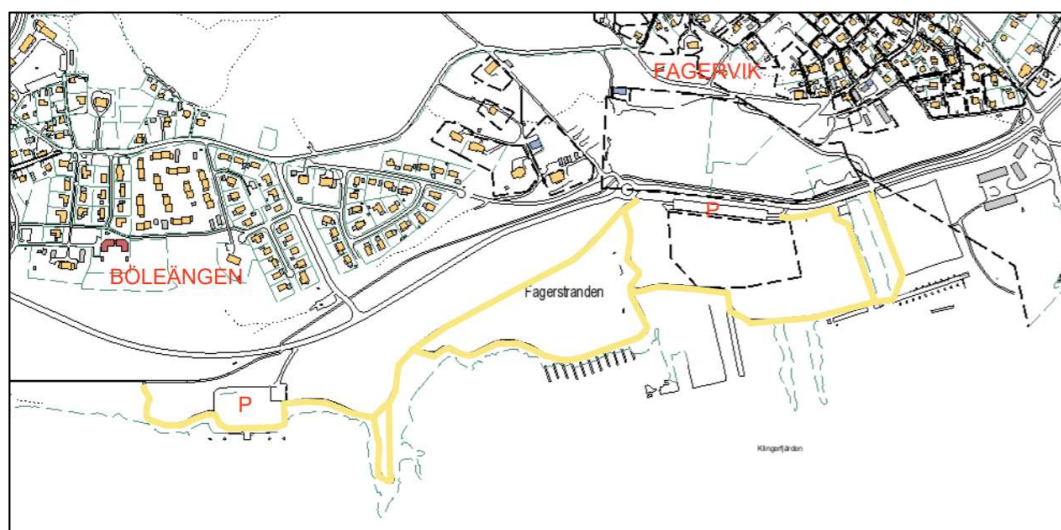 FAGERVIK
P
BÖLEÄNGEN
Fagerstranden
P
Klingerfjärden